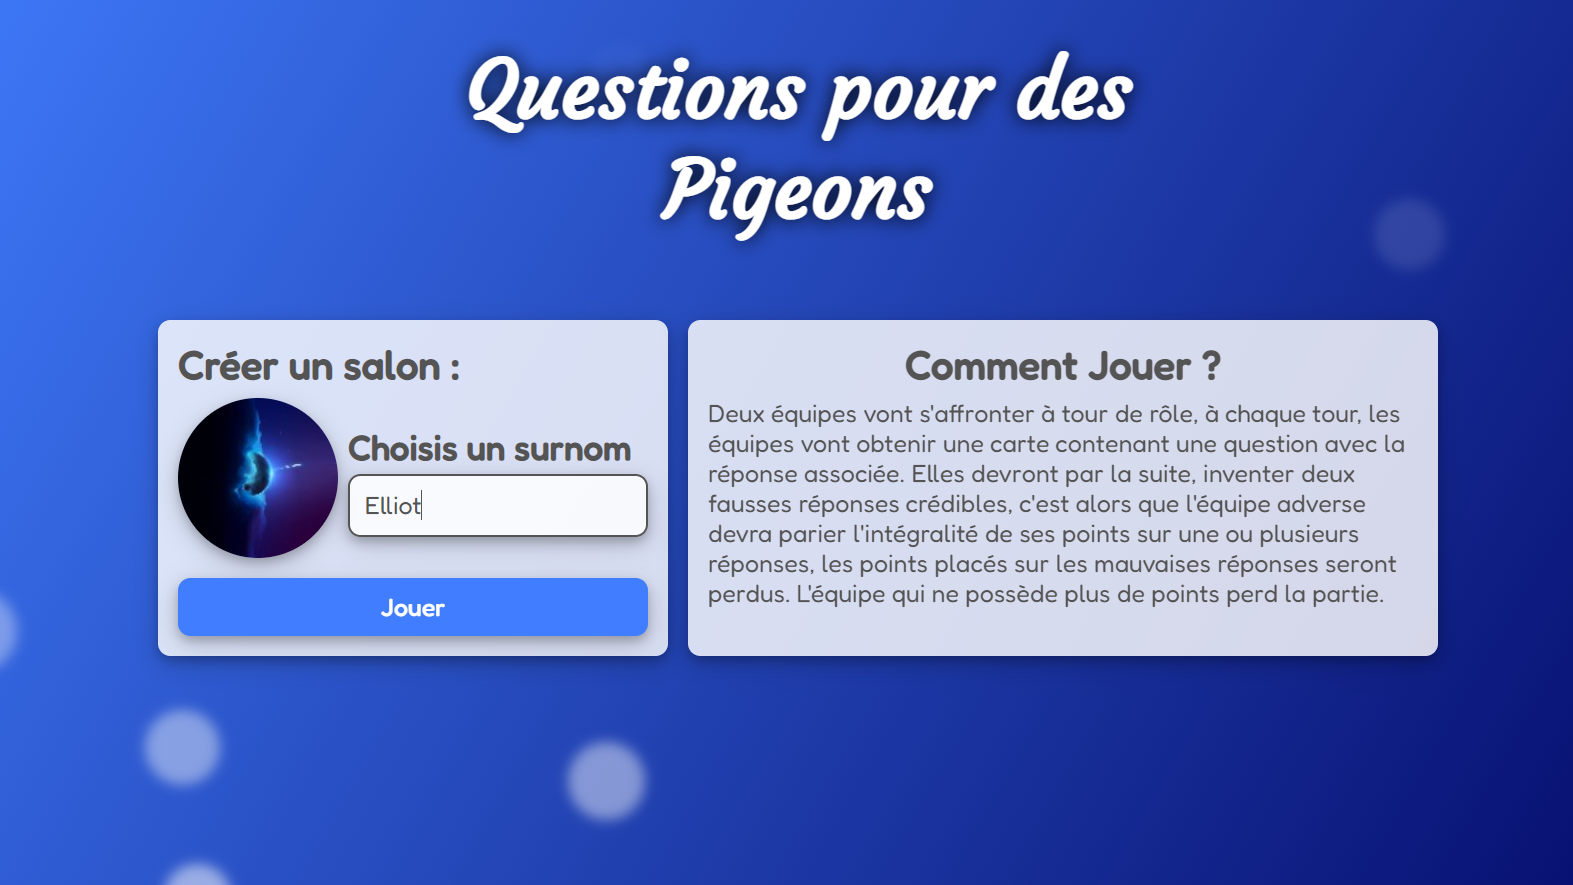 Questions pour des
Pigeons
Créer un salon :
Choisis un surnom
Elliot
Jouer
Comment Jouer ?
Deux équipes vont s'affronter à tour de rôle, à chaque tour, les
équipes vont obtenir une carte contenant une question avec la
réponse associée. Elles devront par la suite, inventer deux
fausses réponses crédibles, c'est alors que l'équipe adverse
devra parier l'intégralité de ses points sur une ou plusieurs
réponses, les points placés sur les mauvaises réponses seront
perdus. L'équipe qui ne possède plus de points perd la partie.